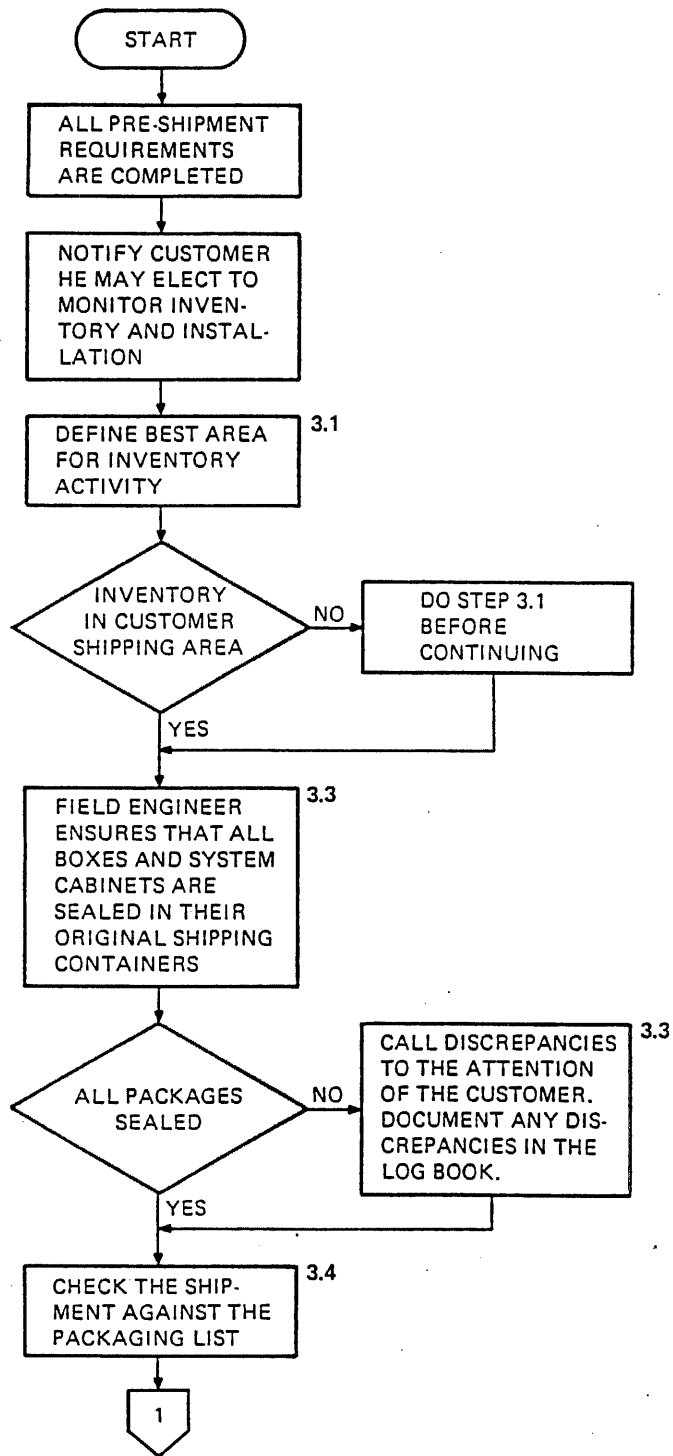 START
ALL PRE-SHIPMENT
REQUIREMENTS
ARE COMPLETED
NOTIFY CUSTOMER
HE MAY ELECT TO
MONITOR INVEN-
TORY AND INSTAL-
LATION
3.1
DEFINE BEST AREA
FOR INVENTORY
ACTIVITY
INVENTORY
IN CUSTOMER
SHIPPING AREA
NO
DO STEP 3.1
BEFORE
CONTINUING
YES
3.3
FIELD ENGINEER
ENSURES THAT ALL
BOXES AND SYSTEM
CABINETS ARE
SEALED IN THEIR
ORIGINAL SHIPPING
CONTAINERS
ALL PACKAGES
SEALED
NO
3.3
CALL DISCREPANCIES
TO THE ATTENTION
OF THE CUSTOMER.
DOCUMENT ANY DIS-
CREPANCIES IN THE
LOG BOOK.
YES
3.4
CHECK THE SHIP-
MENT AGAINST THE
PACKAGING LIST
1